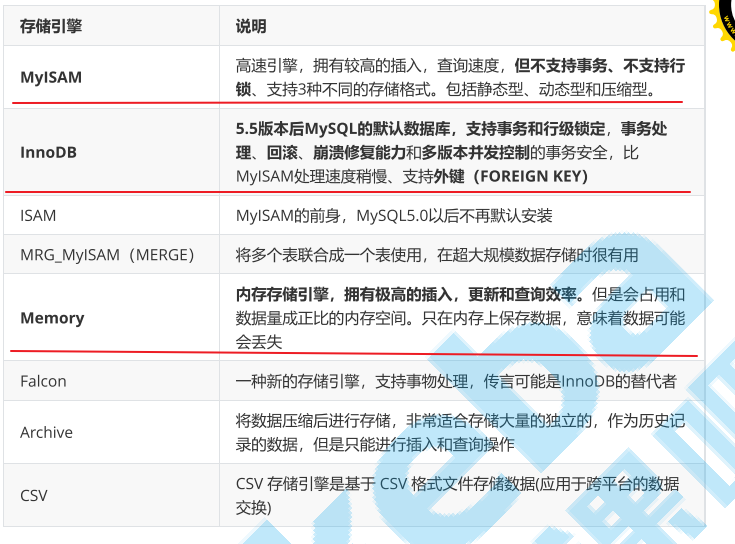 存储引擎 说明
MyISAM
高速引擎，拥有较高的插入，查询速度，但不支持事务、不支持行
锁、支持3种不同的存储格式。包括静态型、动态型和压缩型。
InnoDB
5.5版本后MySQL的默认数据库，支持事务和行级锁定，事务处
理、回滚、崩溃修复能力和多版本并发控制的事务安全，比
MyISAM处理速度稍慢、支持外键（FOREIGN KEY）
ISAM MyISAM的前身，MySQL5.0以后不再默认安装
MRG_MyISAM（MERGE） 将多个表联合成一个表使用，在超大规模数据存储时很有用
Memory
内存存储引擎，拥有极高的插入，更新和查询效率。但是会占用和
数据量成正比的内存空间。只在内存上保存数据，意味着数据可能
会丢失
Falcon 一种新的存储引擎，支持事物处理，传言可能是InnoDB的替代者
Archive
将数据压缩后进行存储，非常适合存储大量的独立的，作为历史记
录的数据，但是只能进行插入和查询操作
CSV
CSV 存储引擎是基于 CSV 格式文件存储数据(应用于跨平台的数据
交换)
keba
课吧